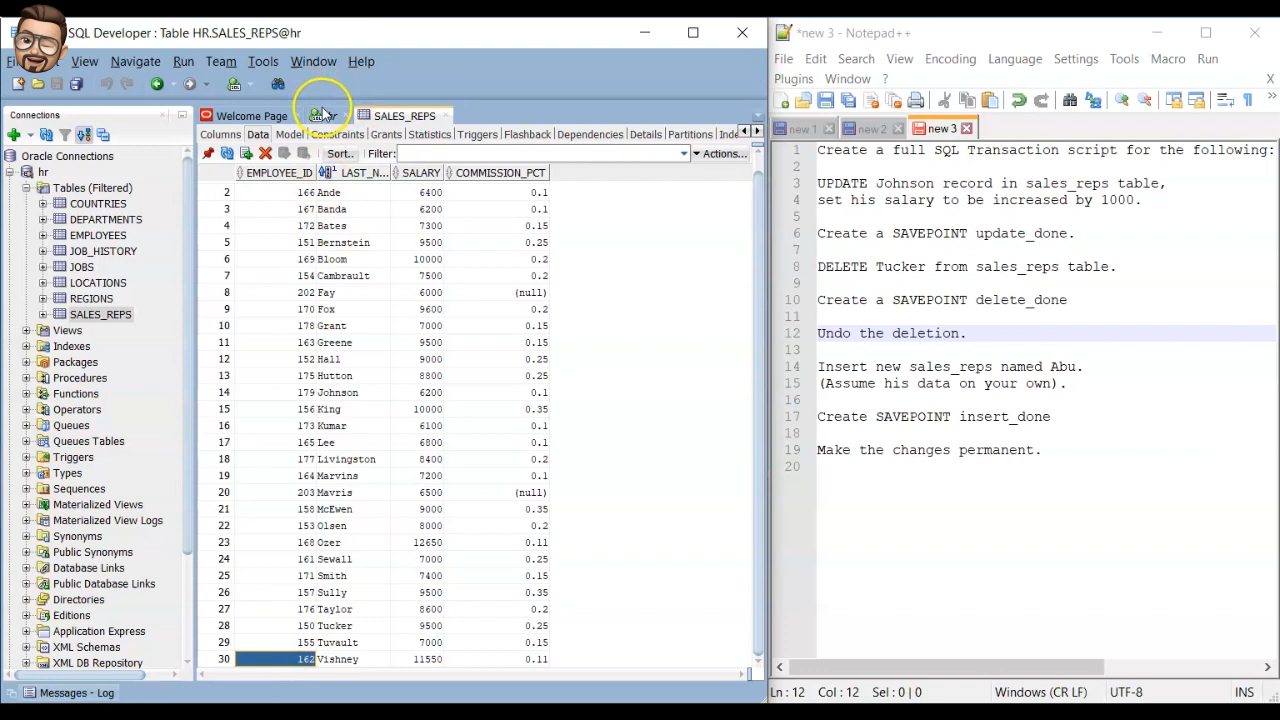 SQL Developer : Table HR.SALES_REPS@hr
View Navigate Run Team Tools Window Help
Connections
Oracle Connections
hr
Tables (Filtered)
COUNTRIES
DEPARTMENTS
EMPLOYEES
JOB_HISTORY
JOBS
LOCATIONS
REGIONS
SALES_REPS
Views
Indexes
Packages
Procedures
Functions
Operators
Queues
Queues Tables
Triggers
Types
Sequences
Materialized Views
Materialized View Logs
Synonyms
Public Synonyms
Database Links
Public Database Links
Directories
Editions
Application Express
XML Schemas
XML DB Repository
Messages - Log
Welcome Page SALES_REPS
Columns Data Model Constraints Grants Statistics Triggers Flashback Dependencies Details Partitions Inde
Sort.. Filter: Actions...
EMPLOYEE_ID LAST_N... SALARY COMMISSION_PCT
2 166 Ande 6400 0.1
3 167 Banda 6200 0.1
4 172 Bates 7300 0.15
5 151 Bernstein 9500 0.25
6 169 Bloom 10000 0.2
7 154 Cambrault 7500 0.2
8 202 Fay 6000 (null)
9 170 Fox 9600 0.2
10 178 Grant 7000 0.15
11 163 Greene 9500 0.15
12 152 Hall 9000 0.25
13 175 Hutton 8800 0.25
14 179 Johnson 6200 0.1
15 156 King 10000 0.35
16 173 Kumar 6100 0.1
17 165 Lee 6800 0.1
18 177 Livingston 8400 0.2
19 164 Marvins 7200 0.1
20 203 Mavris 6500 (null)
21 158 McEwen 9000 0.35
22 153 Olsen 8000 0.2
23 168 Ozer 12650 0.11
24 161 Sewall 7000 0.25
25 171 Smith 7400 0.15
26 157 Sully 9500 0.35
27 176 Taylor 8600 0.2
28 150 Tucker 9500 0.25
29 155 Tuvault 7000 0.15
30 162 Vishney 11550 0.11
*new 3 - Notepad++
File Edit Search View Encoding Language Settings Tools Macro Run
Plugins Window ?
new 1 new 2 new 3
1 Create a full SQL Transaction script for the following:
2
3 UPDATE Johnson record in sales_reps table,
4 set his salary to be increased by 1000.
5
6 Create a SAVEPOINT update_done.
7
8 DELETE Tucker from sales_reps table.
9
10 Create a SAVEPOINT delete_done
11
12 Undo the deletion.
13
14 Insert new sales_reps named Abu.
15 (Assume his data on your own).
16
17 Create SAVEPOINT insert_done
18
19 Make the changes permanent.
20
Ln : 12 Col : 12 Sel : 0 | 0 Windows (CR LF) UTF-8 INS